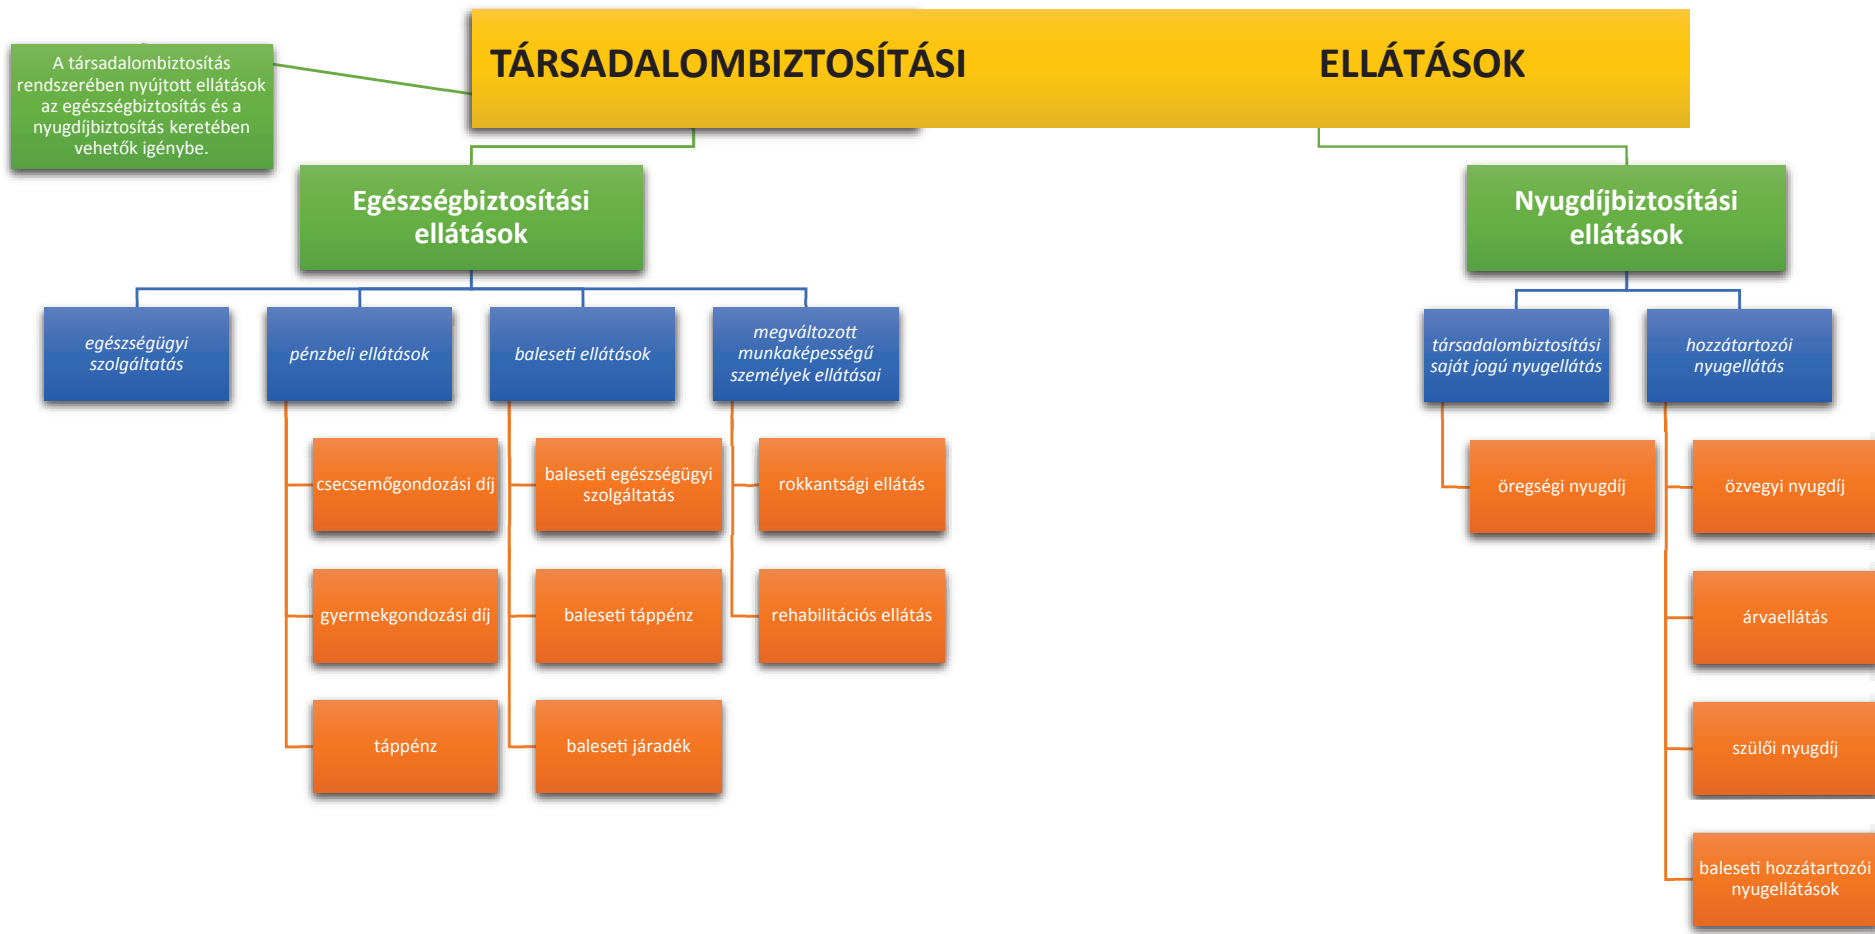 TÁRSADALOMBIZTOSÍTÁSI ELLÁTÁSOK
A társadalombiztosítás
rendszerében nyújtott ellátások
az egészségbiztosítás és a
nyugdíjbiztosítás keretében
vehetők igénybe.
Egészségbiztosítási
ellátások
egészségügyi
szolgáltatás
pénzbeli ellátások
csecsemőgondozási díj
gyermekgondozási díj
táppénz
baleseti ellátások
baleseti egészségügyi
szolgáltatás
baleseti táppénz
baleseti járadék
megváltozott
munkaképességű
személyek ellátásai
rokkantsági ellátás
rehabilitációs ellátás
Nyugdíjbiztosítási
ellátások
társadalombiztosítási
saját jogú nyugellátás
öregségi nyugdíj
hozzátartozói
nyugellátás
özvegyi nyugdíj
árvaellátás
szülői nyugdíj
baleseti hozzátartozói
nyugellátások